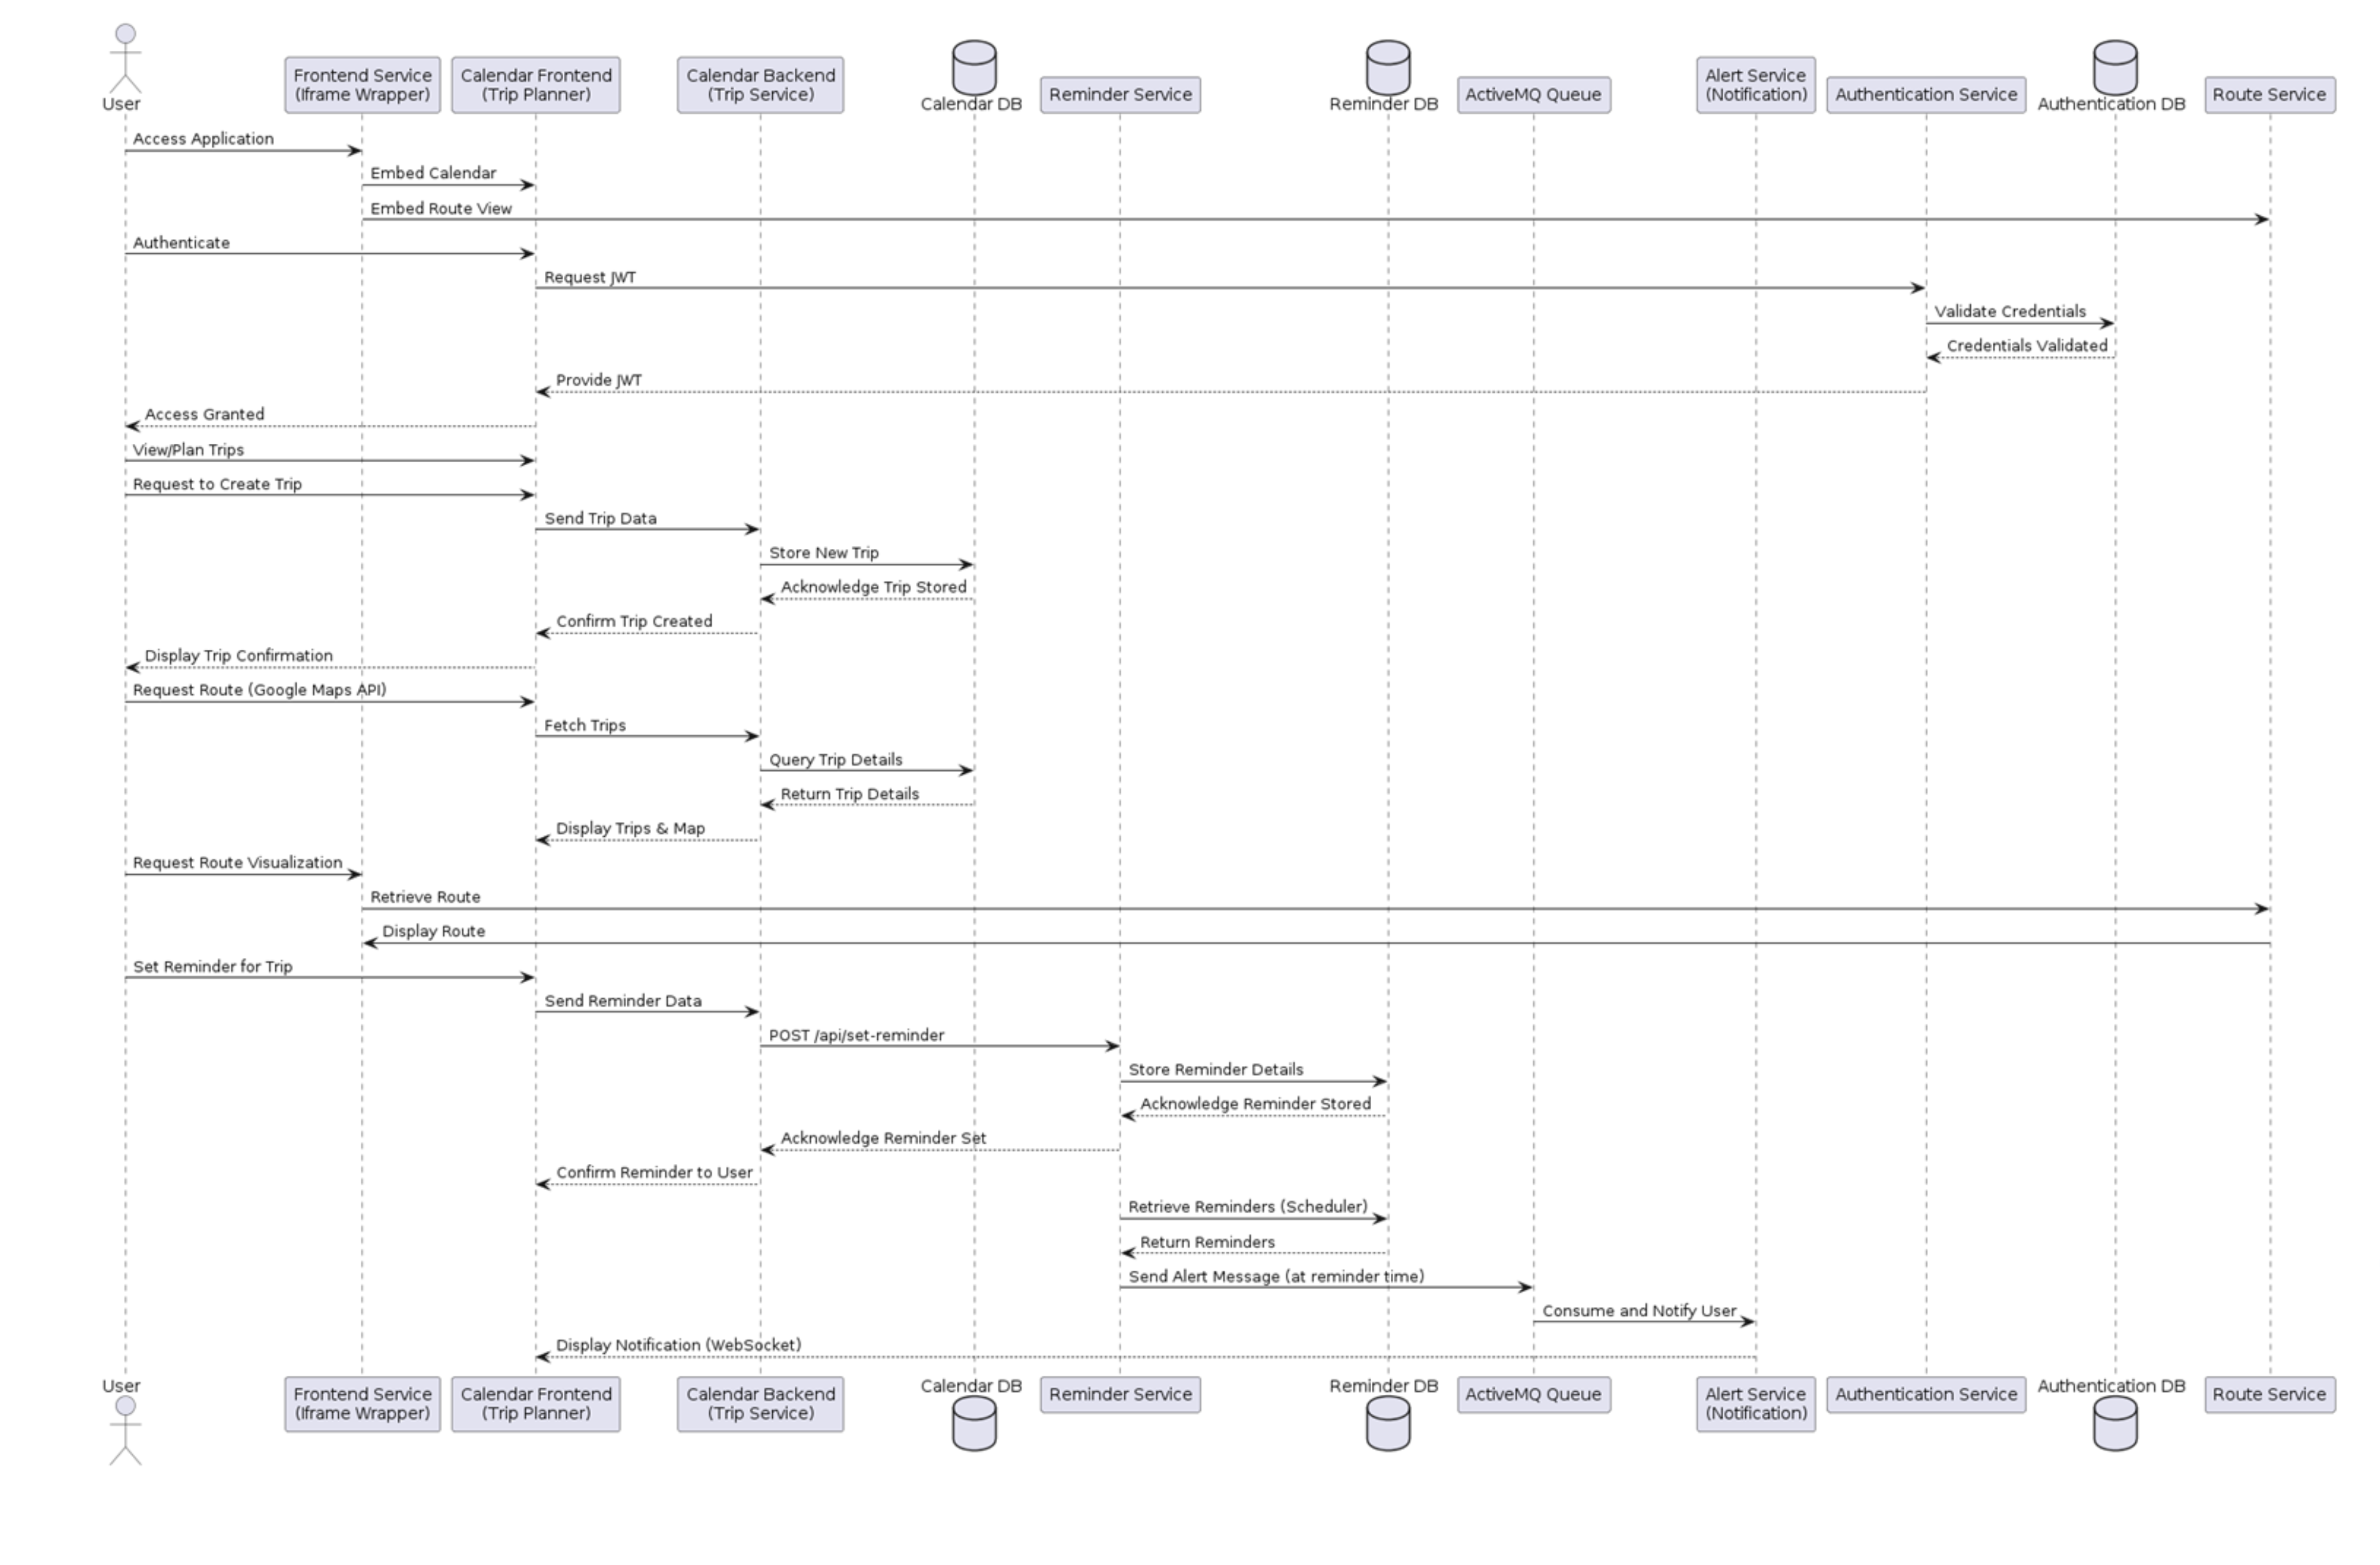 User
Frontend Service
(Iframe Wrapper)
Calendar Frontend
(Trip Planner)
Calendar Backend
(Trip Service)
Calendar DB
Reminder Service
Reminder DB
ActiveMQ Queue
Alert Service
(Notification)
Authentication Service
Authentication DB
Route Service
Access Application
Embed Calendar
Embed Route View
Authenticate
Request JWT
Validate Credentials
Credentials Validated
Provide JWT
Access Granted
View/Plan Trips
Request to Create Trip
Send Trip Data
Store New Trip
Acknowledge Trip Stored
Confirm Trip Created
Display Trip Confirmation
Request Route (Google Maps API)
Fetch Trips
Query Trip Details
Return Trip Details
Display Trips & Map
Request Route Visualization
Retrieve Route
Display Route
Set Reminder for Trip
Send Reminder Data
POST /api/set-reminder
Store Reminder Details
Acknowledge Reminder Stored
Acknowledge Reminder Set
Confirm Reminder to User
Retrieve Reminders (Scheduler)
Return Reminders
Send Alert Message (at reminder time)
Consume and Notify User
Display Notification (WebSocket)
User
Frontend Service
(Iframe Wrapper)
Calendar Frontend
(Trip Planner)
Calendar Backend
(Trip Service)
Calendar DB
Reminder Service
Reminder DB
ActiveMQ Queue
Alert Service
(Notification)
Authentication Service
Authentication DB
Route Service